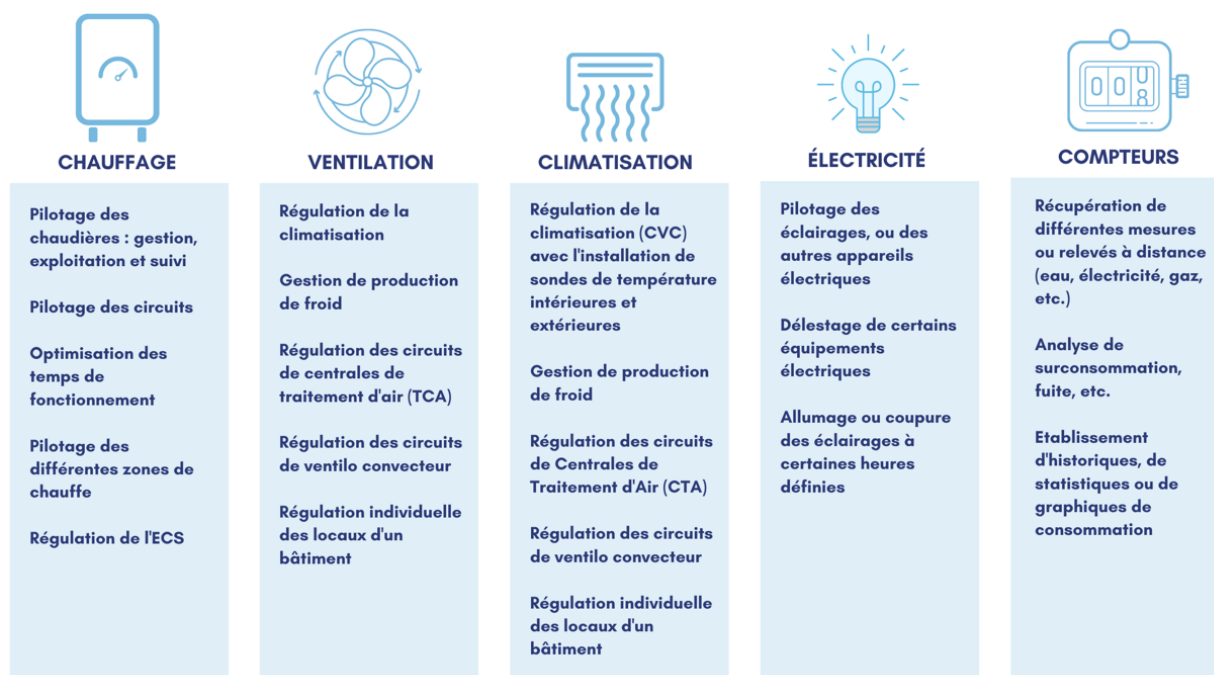 CHAUFFAGE
Pilotage des
chaudières : gestion,
exploitation et suivi
Pilotage des circuits
Optimisation des
temps de
fonctionnement
Pilotage des
différentes zones de
chauffe
Régulation de l'ECS
VENTILATION
Régulation de la
climatisation
Gestion de production
de froid
Régulation des circuits
de centrales de
traitement d'air (TCA)
Régulation des circuits
de ventilo convecteur
Régulation individuelle
des locaux d'un
bâtiment
CLIMATISATION
Régulation de la
climatisation (CVC)
avec l'installation de
sondes de température
intérieures et
extérieures
Gestion de production
de froid
Régulation des circuits
de Centrales de
Traitement d'Air (CTA)
Régulation des circuits
de ventilo convecteur
Régulation individuelle
des locaux d'un
bâtiment
ÉLECTRICITÉ
Pilotage des
éclairages, ou des
autres appareils
électriques
Délestage de certains
équipements
électriques
Allumage ou coupure
des éclairages à
certaines heures
définies
COMPTEURS
Récupération de
différentes mesures
ou relevés à distance
(eau, électricité, gaz,
etc.)
Analyse de
surconsommation,
fuite, etc.
Etablissement
d'historiques, de
statistiques ou de
graphiques de
consommation